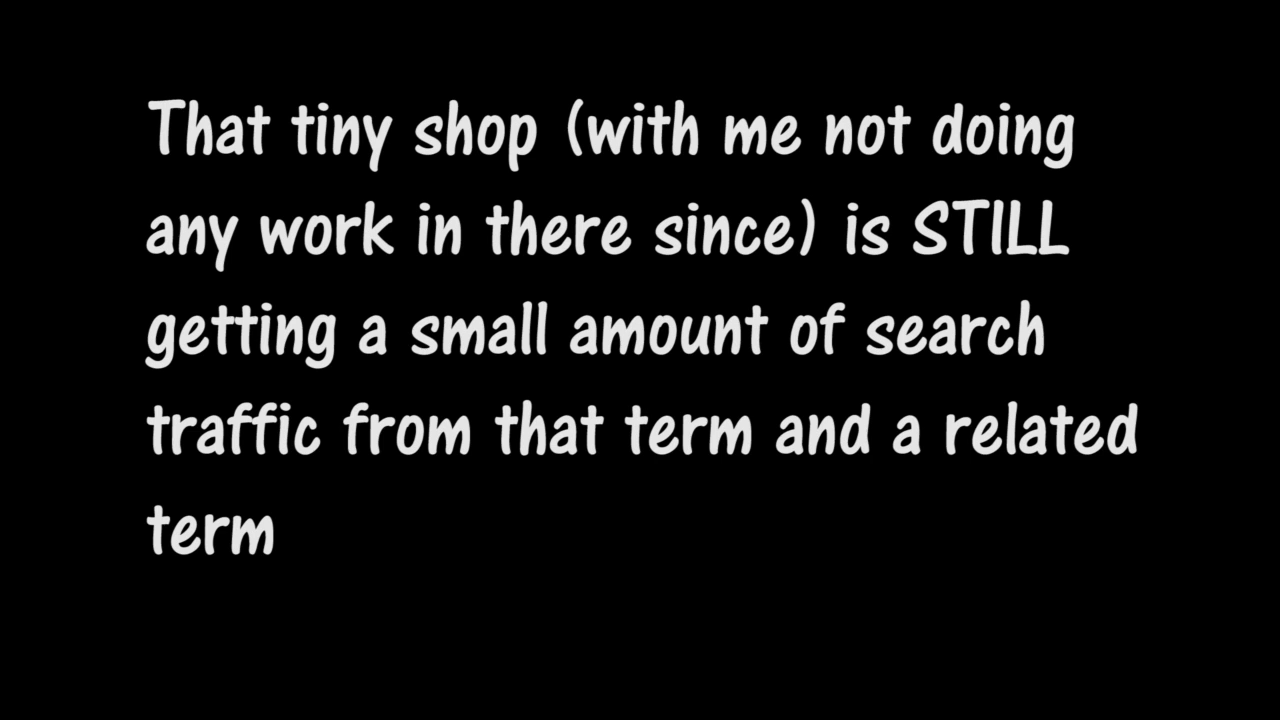 That tiny shop (with me not doing
any work in there since) is STILL
getting a small amount of search
traffic from that term and a related
term